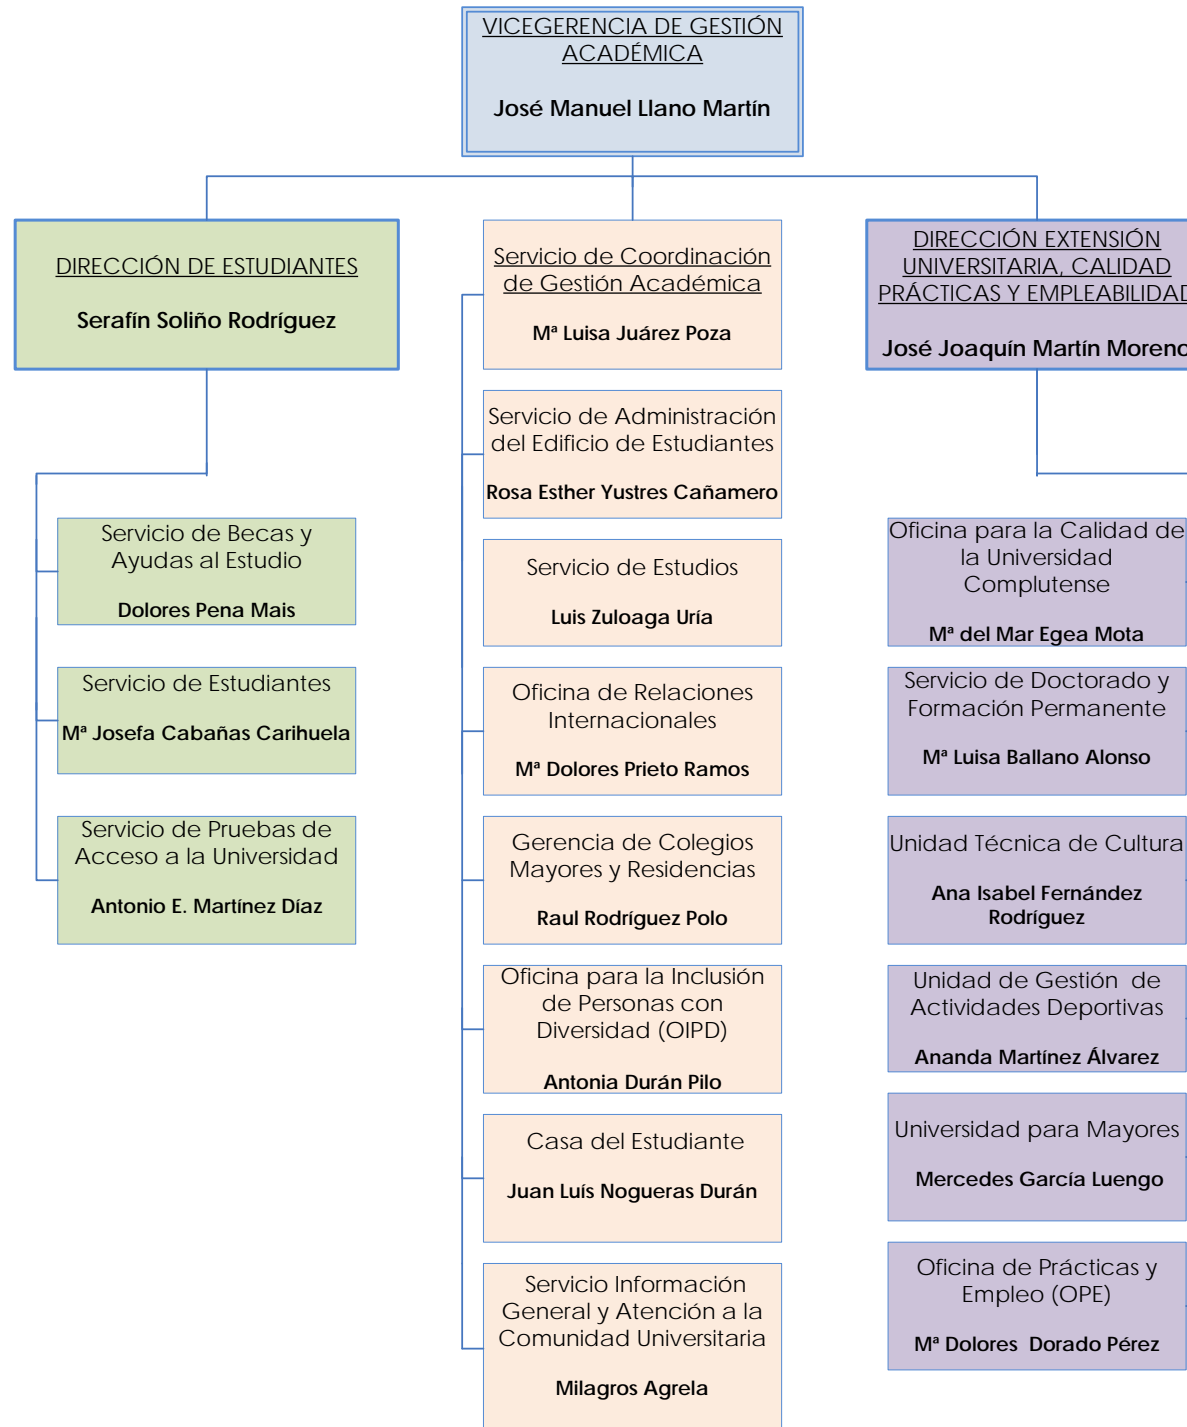 VICEGERENCIA DE GESTIÓN
ACADÉMICA
José Manuel Llano Martín
DIRECCIÓN DE ESTUDIANTES
Serafín Soliño Rodríguez
Servicio de Becas y
Ayudas al Estudio
Dolores Pena Mais
Servicio de Estudiantes
Mª Josefa Cabañas Carihuela
Servicio de Pruebas de
Acceso a la Universidad
Antonio E. Martínez Díaz
Servicio de Coordinación
de Gestión Académica
Mª Luisa Juárez Poza
Servicio de Administración
del Edificio de Estudiantes
Rosa Esther Yustres Cañamero
Servicio de Estudios
Luis Zuloaga Uría
Oficina de Relaciones
Internacionales
Mª Dolores Prieto Ramos
Gerencia de Colegios
Mayores y Residencias
Raul Rodríguez Polo
Oficina para la Inclusión
de Personas con
Diversidad (OIPD)
Antonia Durán Pilo
Casa del Estudiante
Juan Luís Nogueras Durán
Servicio Información
General y Atención a la
Comunidad Universitaria
Milagros Agrela
DIRECCIÓN EXTENSIÓN
UNIVERSITARIA, CALIDAD
PRÁCTICAS Y EMPLEABILIDAD
José Joaquín Martín Moreno
Oficina para la Calidad de
la Universidad
Complutense
Mª del Mar Egea Mota
Servicio de Doctorado y
Formación Permanente
Mª Luisa Ballano Alonso
Unidad Técnica de Cultura
Ana Isabel Fernández
Rodríguez
Unidad de Gestión de
Actividades Deportivas
Ananda Martínez Álvarez
Universidad para Mayores
Mercedes García Luengo
Oficina de Prácticas y
Empleo (OPE)
Mª Dolores Dorado Pérez